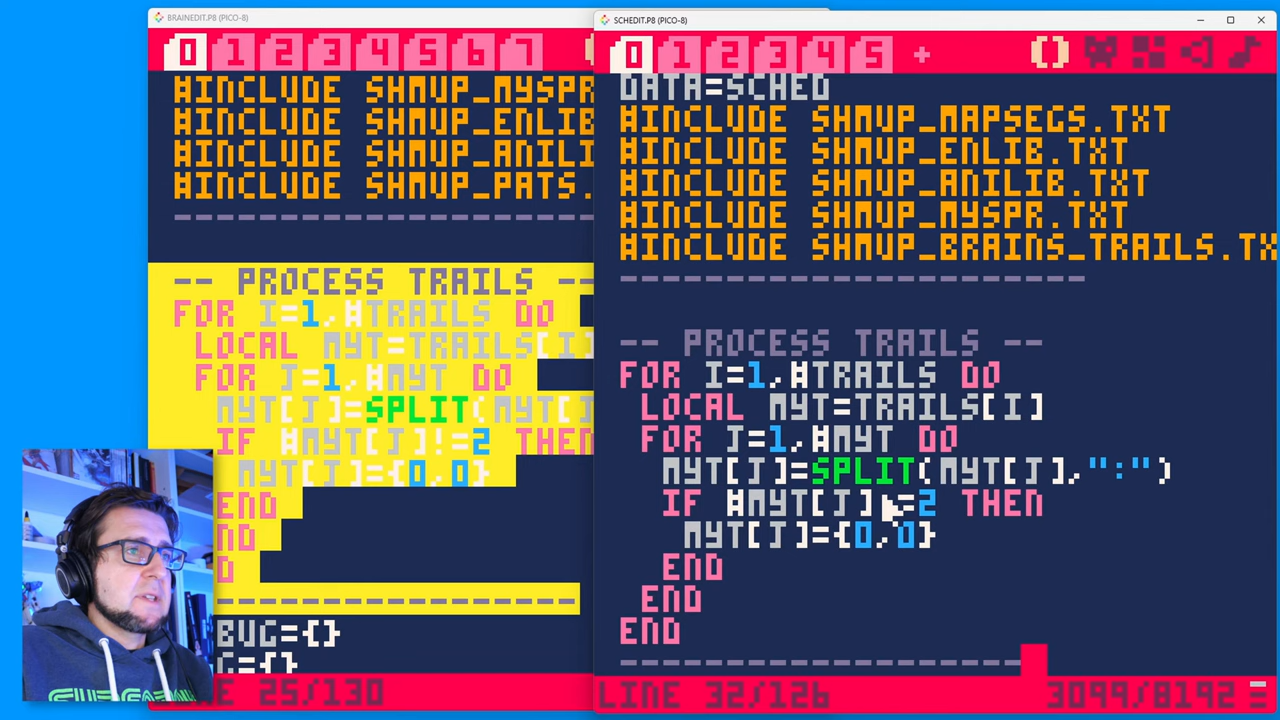 BRAINEDIT.P8 (PICO-8)
0 1 2 3 4 5 6 7
#INCLUDE SHMUP_MYSPR
#INCLUDE SHMUP_ENLIB
#INCLUDE SHMUP_ANILI
#INCLUDE SHMUP_PATS.
-- PROCESS TRAILS --
FOR I=1,#TRAILS DO
LOCAL MYT=TRAILS[I]
FOR J=1,#MYT DO
MYT[J]=SPLIT(MYT[J
IF #MYT[J]!=2 THEN
MYT[J]={0,0}
END
ND
D
BUG={}
G={}
E 25/130
SCHEDIT.P8 (PICO-8)
0 1 2 3 4 5 + {}
DATA=SCHED
#INCLUDE SHMUP_MAPSEGS.TXT
#INCLUDE SHMUP_ENLIB.TXT
#INCLUDE SHMUP_ANILIB.TXT
#INCLUDE SHMUP_MYSPR.TXT
#INCLUDE SHMUP_BRAINS_TRAILS.TX
-- PROCESS TRAILS --
FOR I=1,#TRAILS DO
LOCAL MYT=TRAILS[I]
FOR J=1,#MYT DO
MYT[J]=SPLIT(MYT[J],":")
IF #MYT[J] =2 THEN
MYT[J]={0,0}
END
END
END
LINE 32/126 3099/8192